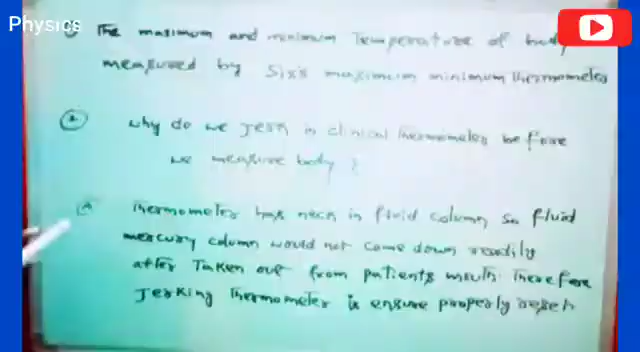 Physics
The maximum and minimum Temperature of body
measured by Six's maximum minimum thermometer
why do we Jerk in clinical thermometer before
we measure body?
Thermometer has neck in fluid column so fluid
mercury column would not come down readily
after Taken out from patients mouth Therefore
Jerking Thermometer is ensure properly